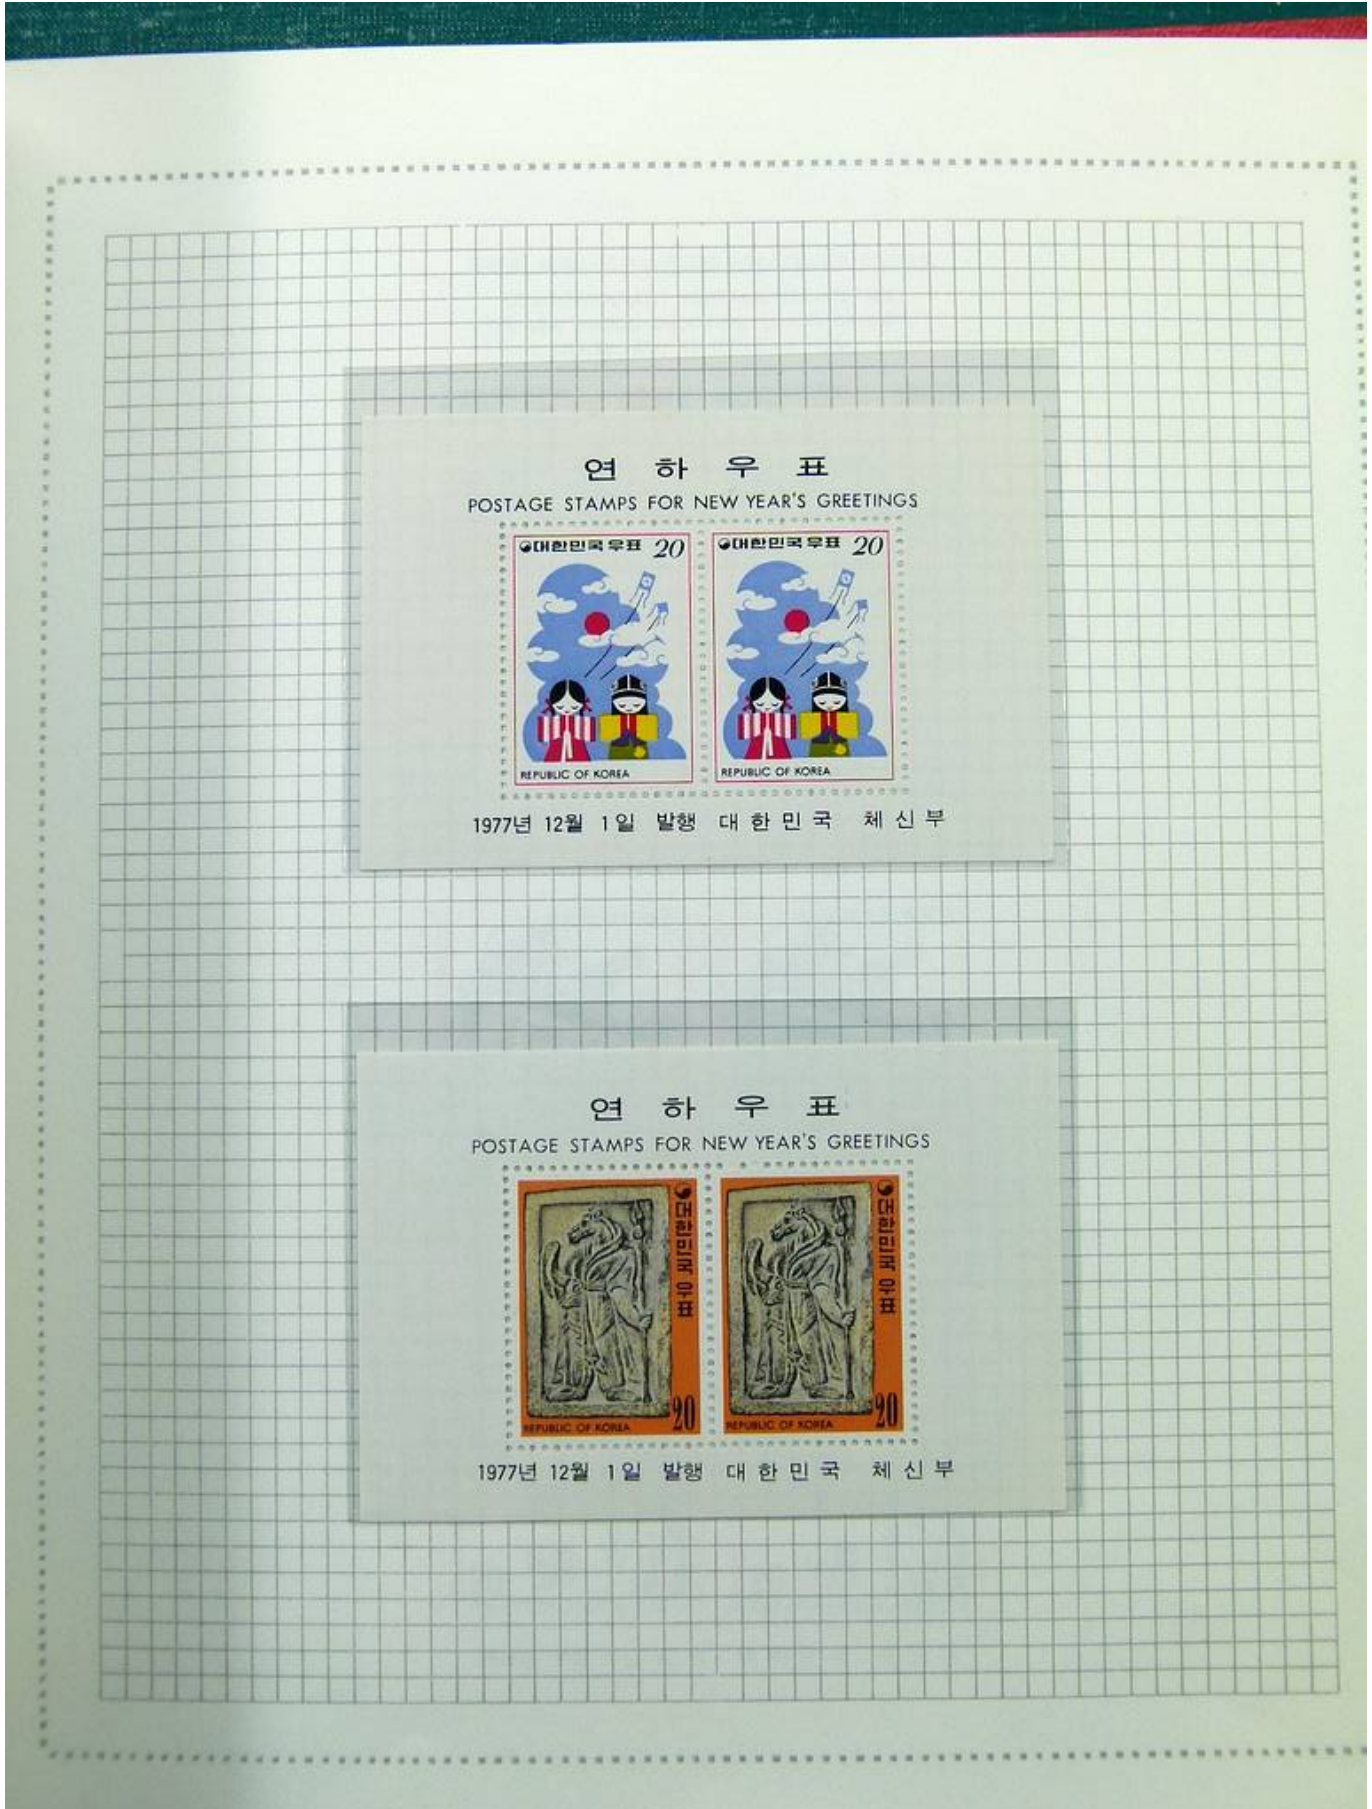 연 하 우 표
POSTAGE STAMPS FOR NEW YEAR'S GREETINGS
대한민국우표 20
대한민국우표 20
REPUBLIC OF KOREA
REPUBLIC OF KOREA
1977년 12월 1일 발행 대한민국 체신부
연 하 우 표
POSTAGE STAMPS FOR NEW YEAR'S GREETINGS
대한민국우표
대한민국우표
REPUBLIC OF KOREA 20
REPUBLIC OF KOREA 20
1977년 12월 1일 발행 대한민국 체신부